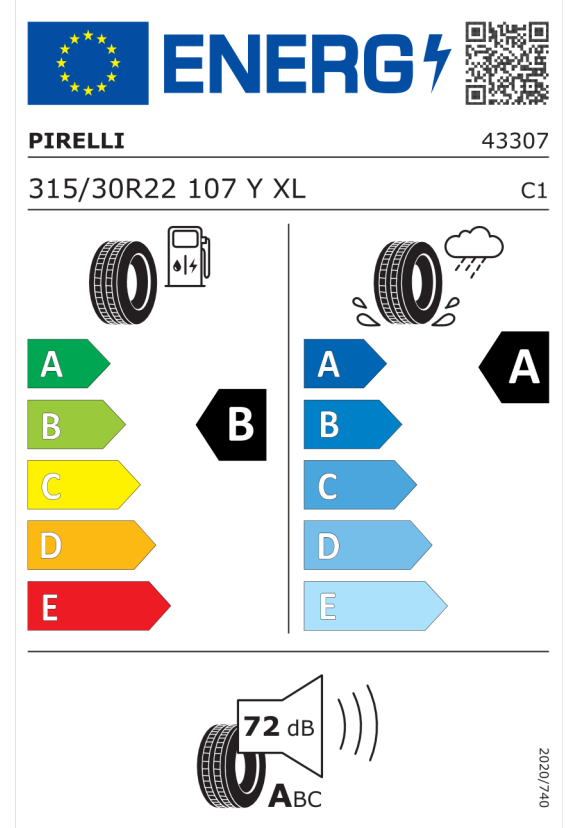 ENERG
PIRELLI 43307
315/30R22 107 Y XL C1
A
B
C
D
E
B
A
B
C
D
E
A
72 dB
ABC
2020/740